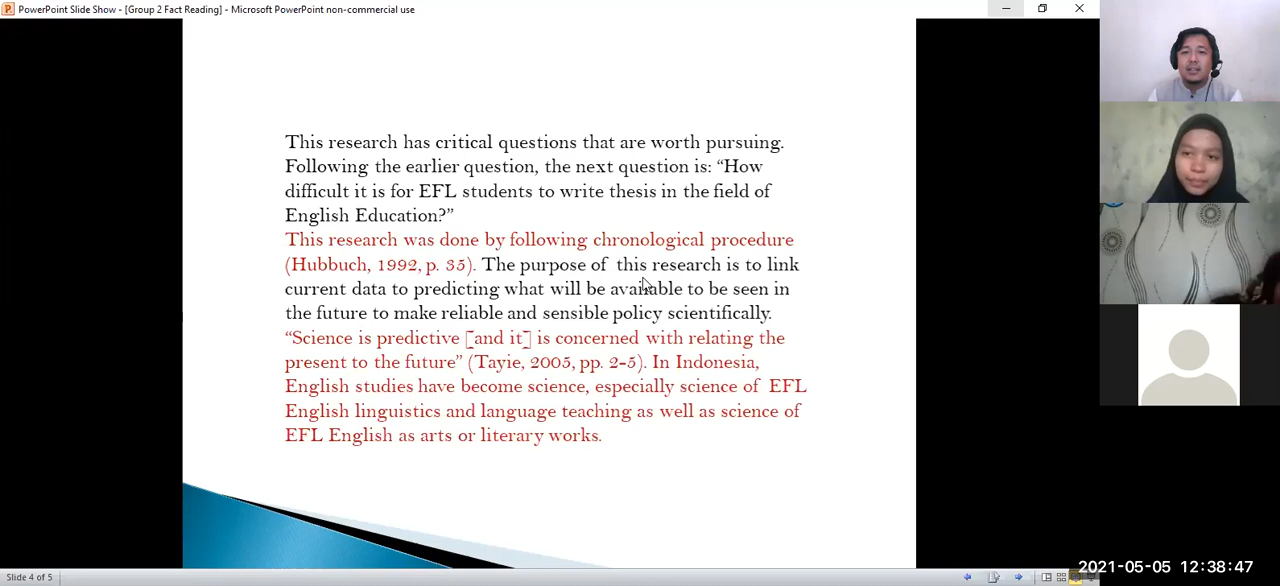 PowerPoint Slide Show - [Group 2 Fact Reading] - Microsoft PowerPoint non-commercial use
This research has critical questions that are worth pursuing.
Following the earlier question, the next question is: “How
difficult it is for EFL students to write thesis in the field of
English Education?”
This research was done by following chronological procedure
(Hubbuch, 1992, p. 35). The purpose of this research is to link
current data to predicting what will be available to be seen in
the future to make reliable and sensible policy scientifically.
“Science is predictive [and it] is concerned with relating the
present to the future” (Tayie, 2005, pp. 2-5). In Indonesia,
English studies have become science, especially science of EFL
English linguistics and language teaching as well as science of
EFL English as arts or literary works.
2021-05-05 12:38:47
Slide 4 of 5